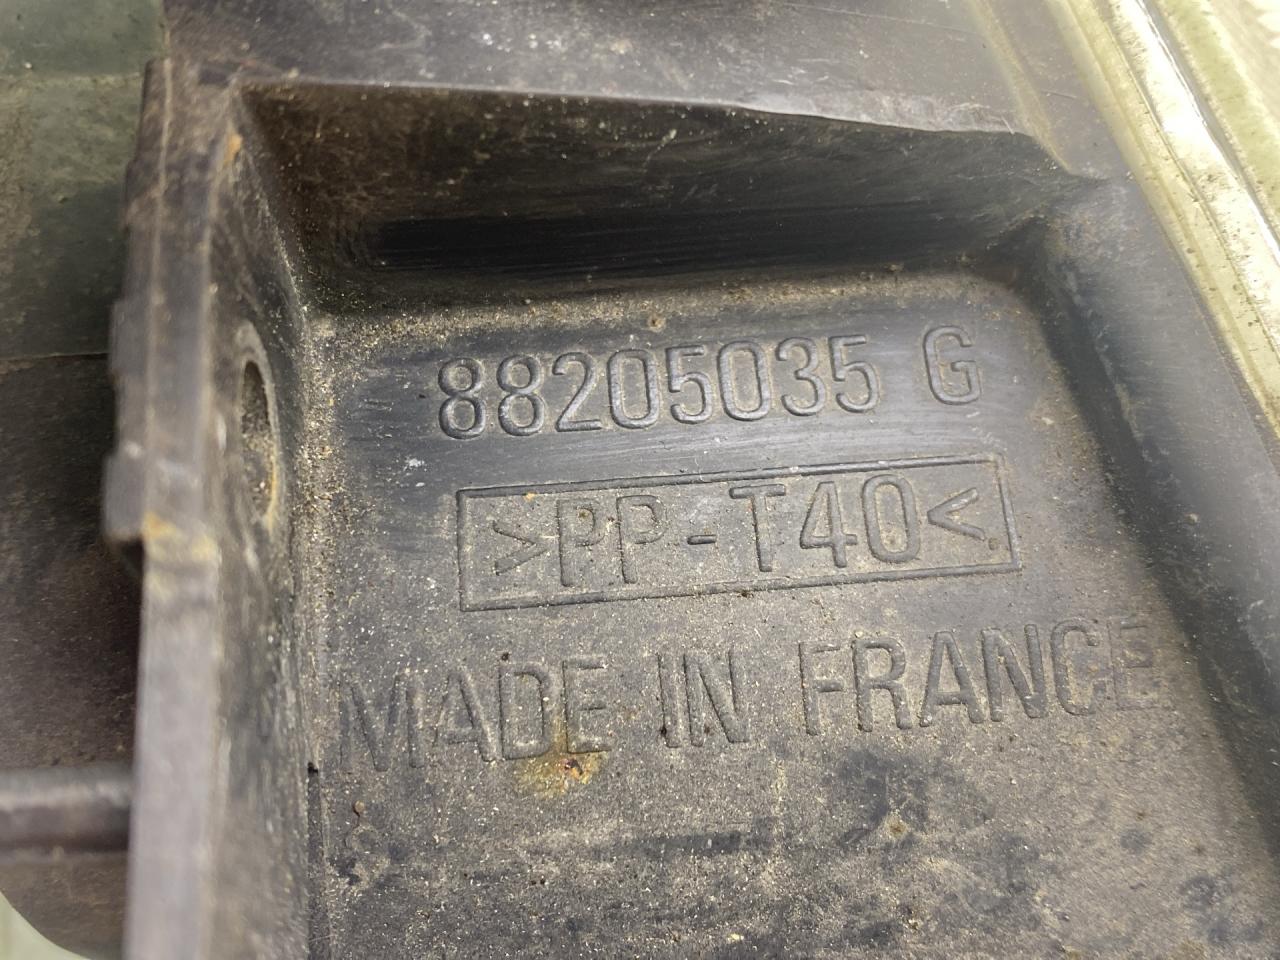 88205035 G
>PP-T40<
MADE IN FRANCE